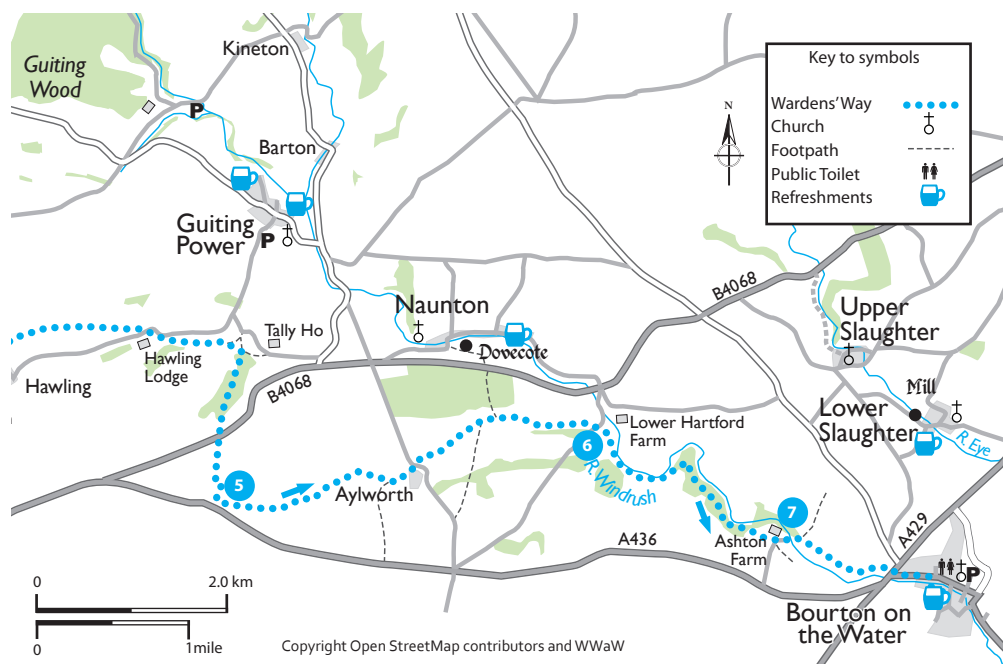 Kineton
Guiting
Wood
P
Barton
Guiting
Power
P
Key to symbols
Wardens' Way
Church
Footpath
Public Toilet
Refreshments
N
B4068
Naunton
Dovecote
Upper
Slaughter
Tally Ho
Hawling
Lodge
Hawling
B4068
Mill
Lower
Slaughter
R. Eye
Lower Hartford
Farm
6
R. Windrush
5
Aylworth
7
A436
Ashton
Farm
A429
P
Bourton on
the Water
0
2.0 km
0
1mile
Copyright Open StreetMap contributors and WWaW